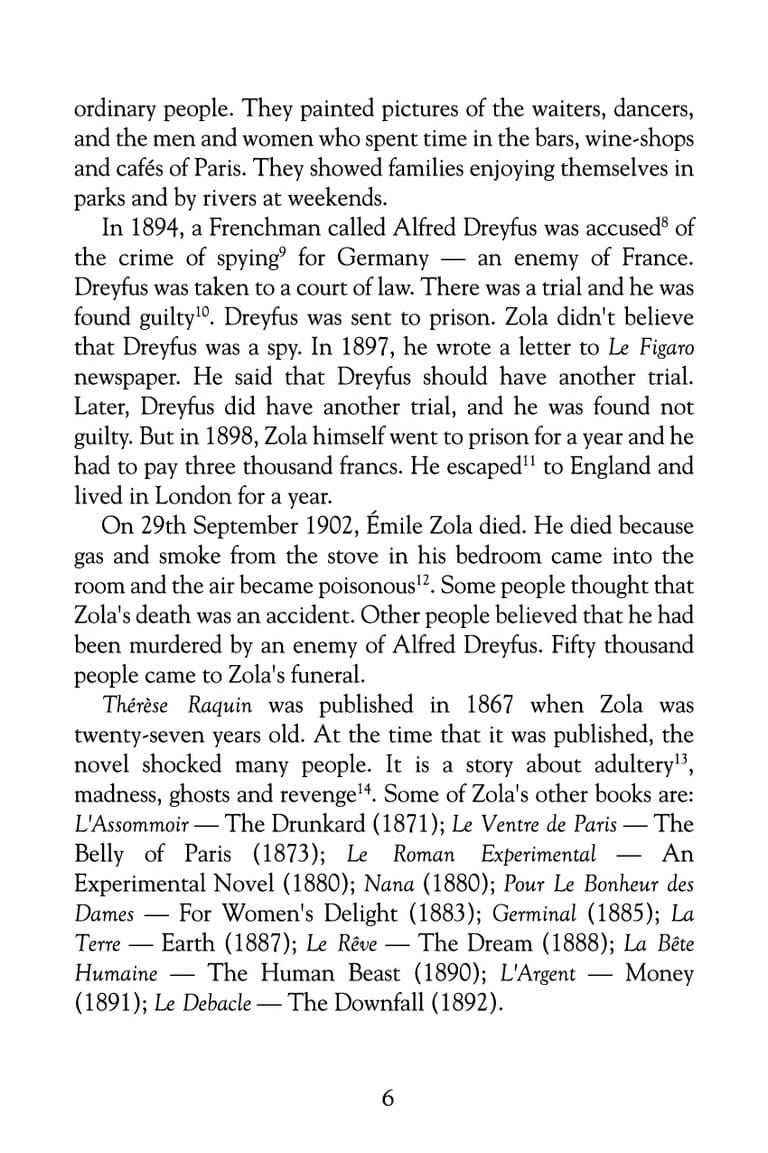 ordinary people. They painted pictures of the waiters, dancers,
and the men and women who spent time in the bars, wine-shops
and cafés of Paris. They showed families enjoying themselves in
parks and by rivers at weekends.
In 1894, a Frenchman called Alfred Dreyfus was accused⁸ of
the crime of spying⁹ for Germany — an enemy of France.
Dreyfus was taken to a court of law. There was a trial and he was
found guilty¹⁰. Dreyfus was sent to prison. Zola didn't believe
that Dreyfus was a spy. In 1897, he wrote a letter to Le Figaro
newspaper. He said that Dreyfus should have another trial.
Later, Dreyfus did have another trial, and he was found not
guilty. But in 1898, Zola himself went to prison for a year and he
had to pay three thousand francs. He escaped¹¹ to England and
lived in London for a year.
On 29th September 1902, Émile Zola died. He died because
gas and smoke from the stove in his bedroom came into the
room and the air became poisonous¹². Some people thought that
Zola's death was an accident. Other people believed that he had
been murdered by an enemy of Alfred Dreyfus. Fifty thousand
people came to Zola's funeral.
Thérèse Raquin was published in 1867 when Zola was
twenty-seven years old. At the time that it was published, the
novel shocked many people. It is a story about adultery¹³,
madness, ghosts and revenge¹⁴. Some of Zola's other books are:
L'Assommoir — The Drunkard (1871); Le Ventre de Paris — The
Belly of Paris (1873); Le Roman Experimental — An
Experimental Novel (1880); Nana (1880); Pour Le Bonheur des
Dames — For Women's Delight (1883); Germinal (1885); La
Terre — Earth (1887); Le Rêve — The Dream (1888); La Bête
Humaine — The Human Beast (1890); L'Argent — Money
(1891); Le Debacle — The Downfall (1892).
6